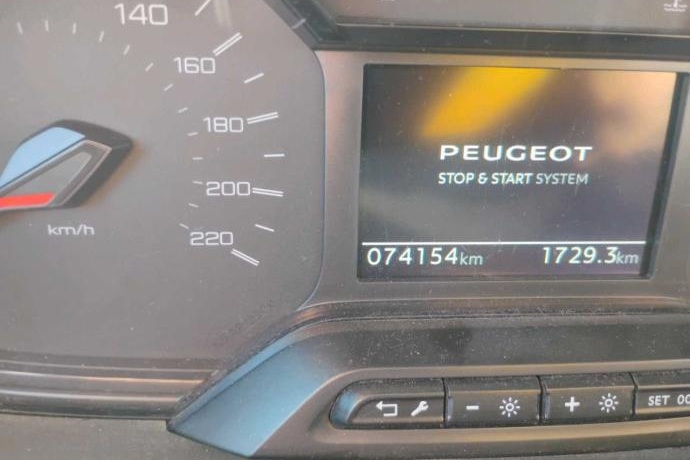 140
160
180
200
220
km/h
PEUGEOT
STOP & START SYSTEM
074154km 1729.3km
- +
SET